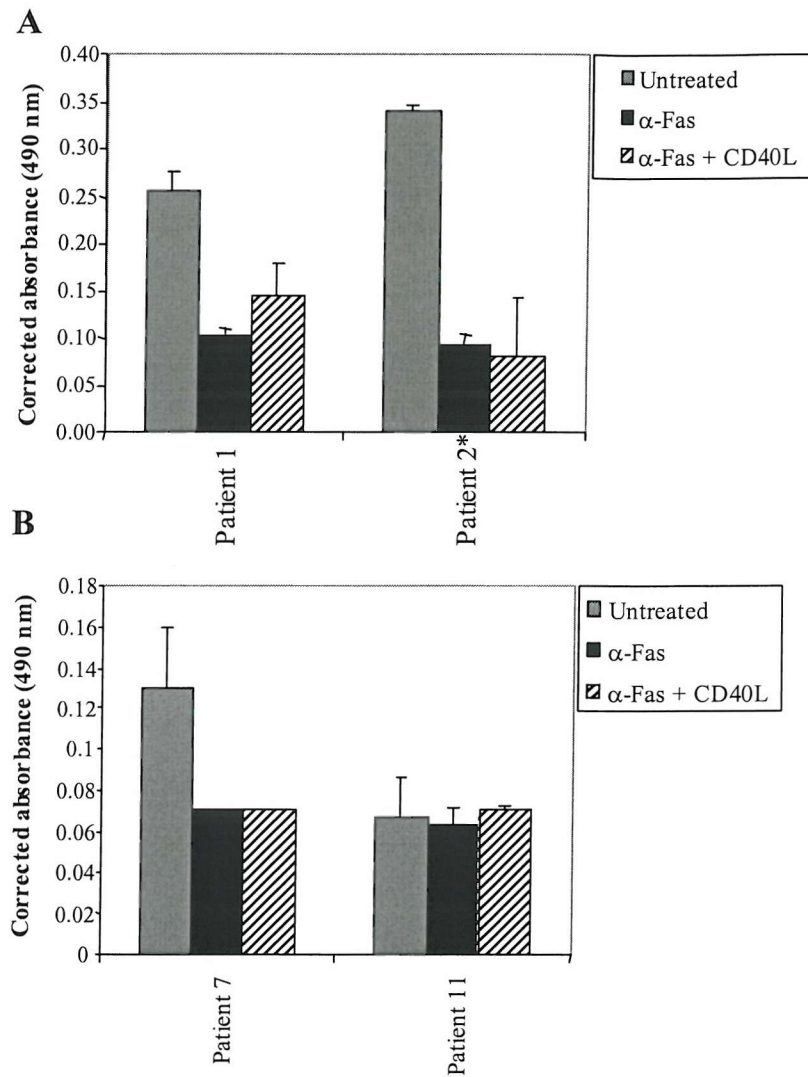 A
Corrected absorbance (490 nm)
0.40
0.35
0.30
0.25
0.20
0.15
0.10
0.05
0.00
Patient 1
Patient 2*
Untreated
α-Fas
α-Fas + CD40L
B
Corrected absorbance (490 nm)
0.18
0.16
0.14
0.12
0.1
0.08
0.06
0.04
0.02
0
Patient 7
Patient 11
Untreated
α-Fas
α-Fas + CD40L